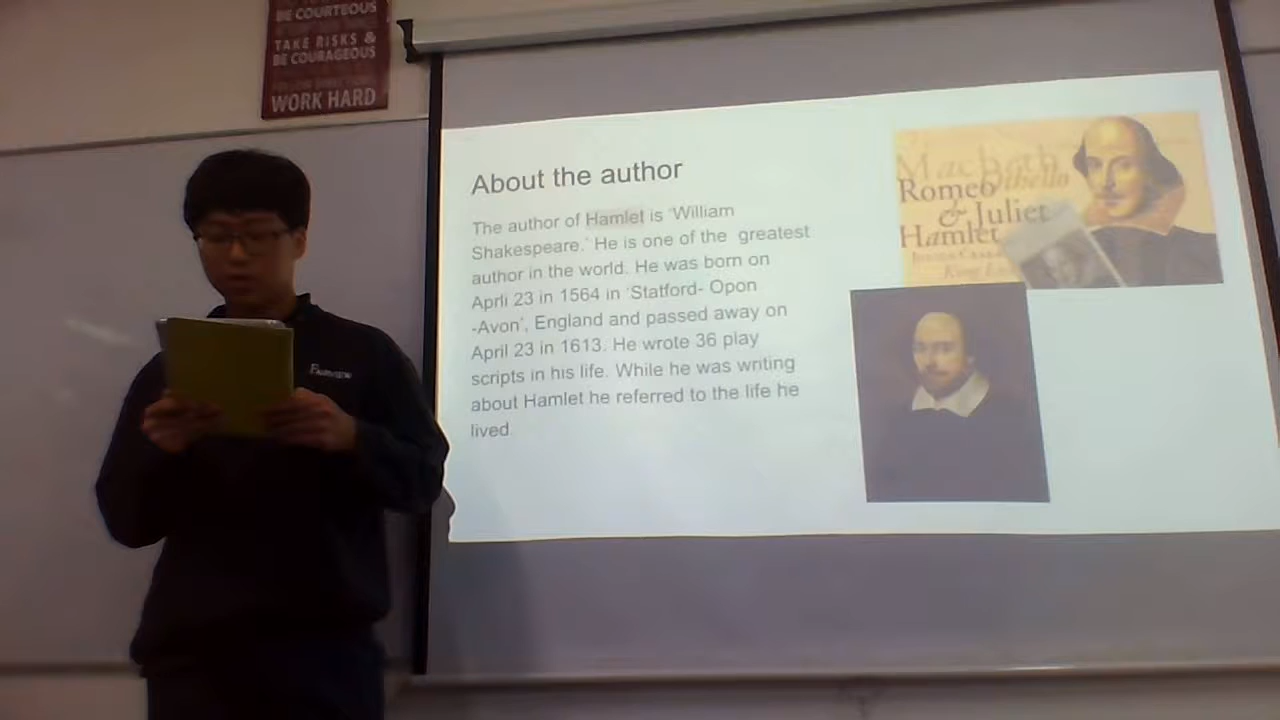 BE COURTEOUS
TAKE RISKS &
BE COURAGEOUS
WORK HARD
About the author
The author of Hamlet is 'William
Shakespeare.' He is one of the greatest
author in the world. He was born on
Aprli 23 in 1564 in 'Statford- Opon
-Avon', England and passed away on
April 23 in 1613. He wrote 36 play
scripts in his life. While he was writing
about Hamlet he referred to the life he
lived.
Macbeth
Othello
Romeo
& Juliet
Hamlet